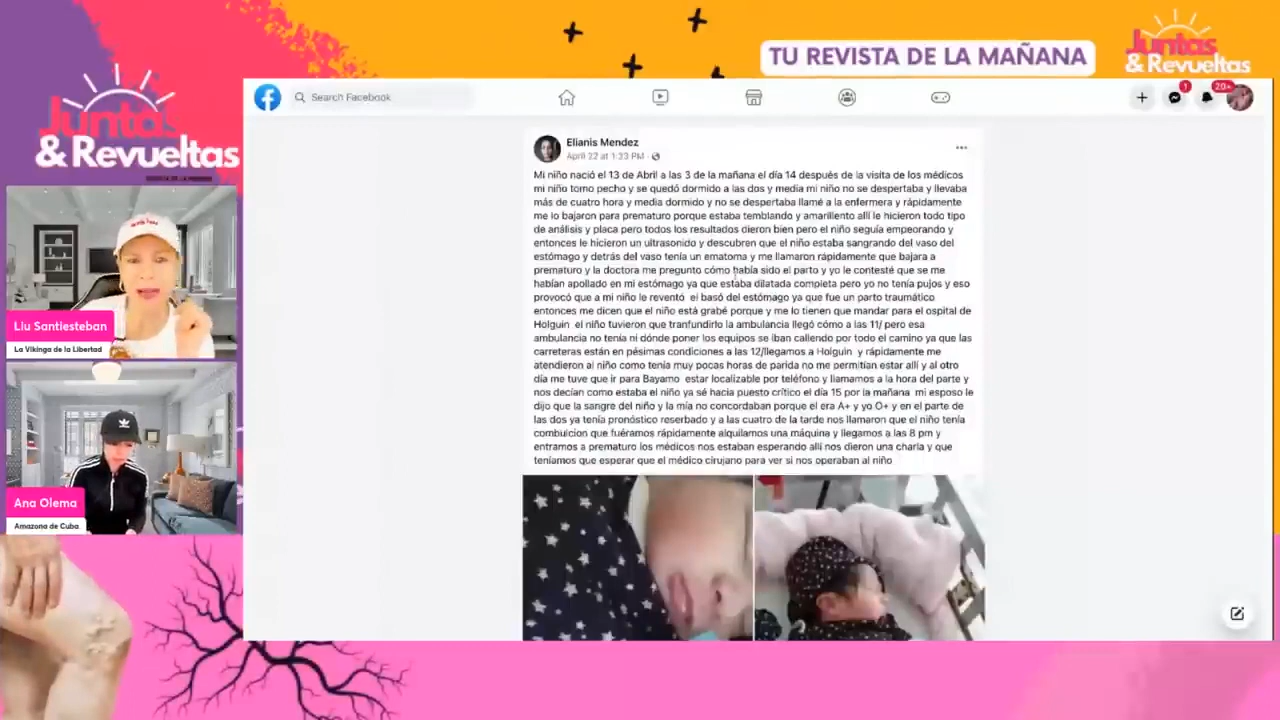 TU REVISTA DE LA MAÑANA
Juntas
& Revueltas
Juntas
& Revueltas
Search Facebook
1
20+
Elianis Mendez
April 22 at 1:33 PM
Mi niño nació el 13 de Abril a las 3 de la mañana el día 14 después de la visita de los médicos
mi niño tomo pecho y se quedó dormido a las dos y media mi niño no se despertaba y llevaba
más de cuatro hora y media dormido y no se despertaba llamé a la enfermera y rápidamente
me lo bajaron para prematuro porque estaba temblando y amarillento allí le hicieron todo tipo
de análisis y placa pero todos los resultados dieron bien pero el niño seguía empeorando y
entonces le hicieron un ultrasonido y descubren que el niño estaba sangrando del vaso del
estómago y detrás del vaso tenía un ematoma y me llamaron rápidamente que bajara a
prematuro y la doctora me pregunto cómo había sido el parto y yo le contesté que se me
habían apollado en mi estómago ya que estaba dilatada completa pero yo no tenía pujos y eso
provocó que a mi niño le reventó el basó del estómago ya que fue un parto traumático
entonces me dicen que el niño está grabé porque y me lo tienen que mandar para el ospital de
Holguin el niño tuvieron que tranfundirlo la ambulancia llegó cómo a las 11/ pero esa
ambulancia no tenía ni dónde poner los equipos se Iban callendo por todo el camino ya que las
carreteras están en pésimas condiciones a las 12/llegamos a Holguin y rápidamente me
atendieron al niño como tenía muy pocas horas de parida no me permitían estar allí y al otro
día me tuve que ir para Bayamo estar localizable por teléfono y llamamos a la hora del parte y
nos decían como estaba el niño ya sé hacia puesto crítico el día 15 por la mañana mi esposo le
dijo que la sangre del niño y la mía no concordaban porque el era A+ y yo O+ y en el parte de
las dos ya tenía pronóstico reserbado y a las cuatro de la tarde nos llamaron que el niño tenía
combuicion que fuéramos rápidamente alquilamos una máquina y llegamos a las 8 pm y
entramos a prematuro los médicos nos estaban esperando allí nos dieron una charla y que
teníamos que esperar que el médico cirujano para ver si nos operaban al niño
Liu Santiesteban
La Vikinga de la Libertad
Ana Olema
Amazona de Cuba